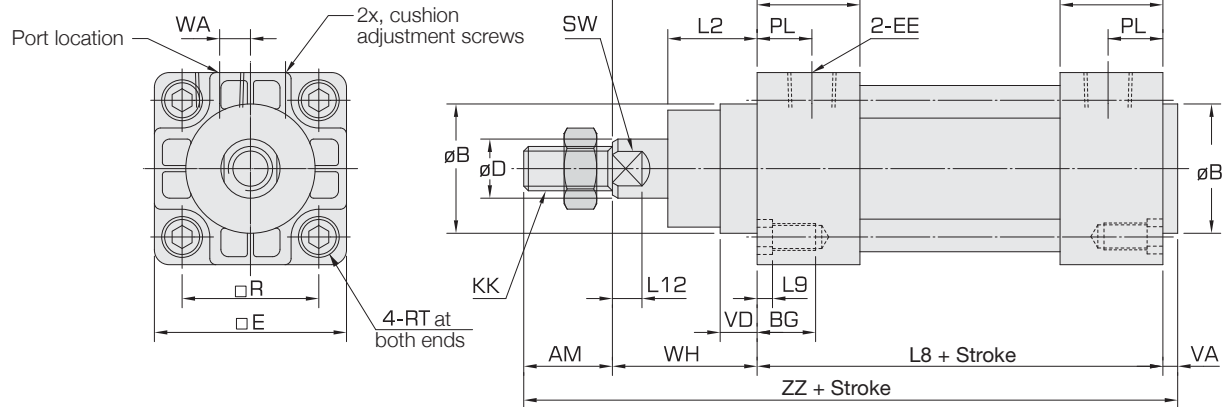 WA
Port location
2x, cushion
adjustment screws
SW
L2
PL
2-EE
PL
øB
øD
øB
KK
L12
L9
□R
□E
4-RT at
both ends
VD
BG
AM
WH
L8 + Stroke
VA
ZZ + Stroke